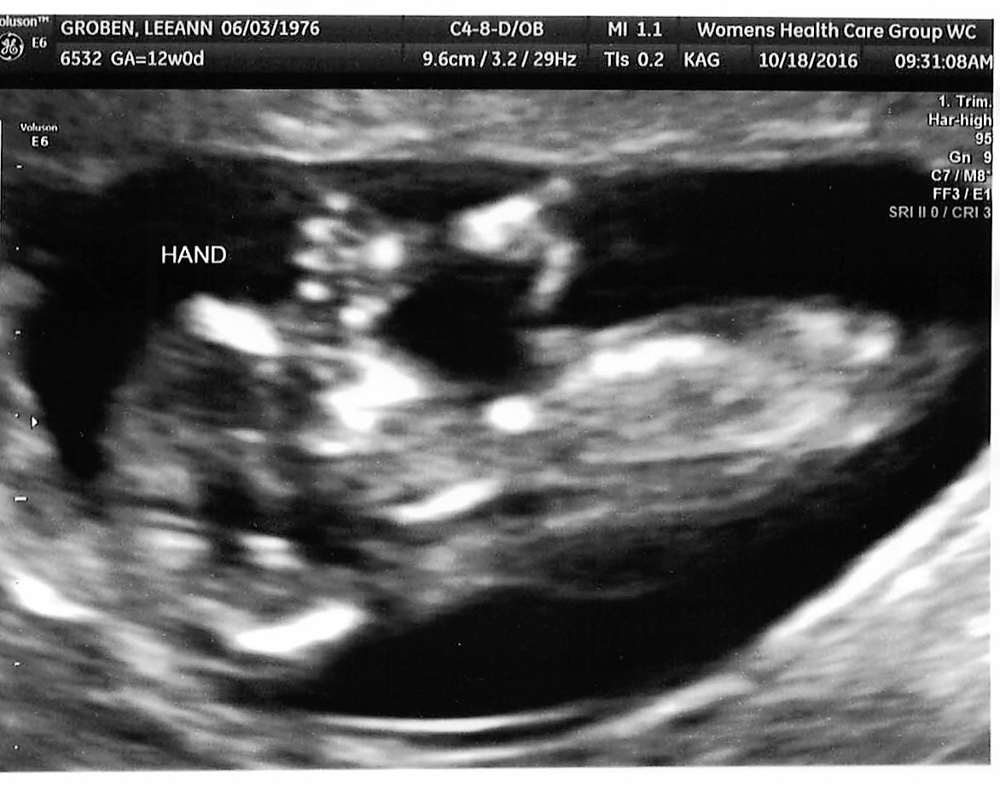 oluson™
GE E6
GROBEN, LEEANN 06/03/1976 C4-8-D/OB MI 1.1 Womens Health Care Group WC
6532 GA=12w0d 9.6cm / 3.2 / 29Hz TIs 0.2 KAG 10/18/2016 09:31:08AM
Voluson
E6
1. Trim.
Har-high
95
Gn 9
C7 / M8
FF3 / E1
SRI II 0 / CRI 3
HAND